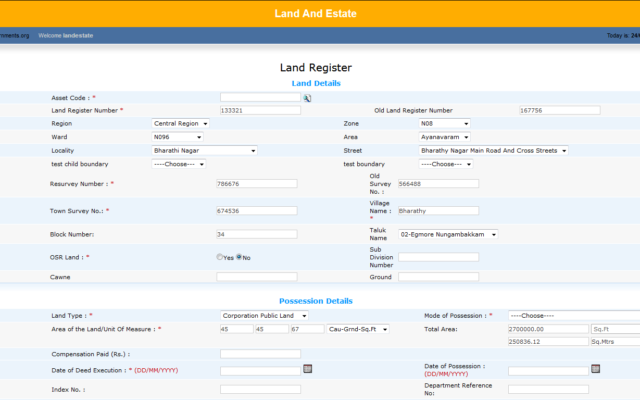 Land And Estate
rnments.org Welcome landestate Today is: 24/
Land Register
Land Details
Asset Code : *
Land Register Number * 133321 Old Land Register Number 167756
Region Central Region Zone N08
Ward N096 Area Ayanavaram
Locality Bharathi Nagar Street Bharathy Nagar Main Road And Cross Streets
test child boundary ----Choose---- test boundary ----Choose----
Resurvey Number : * 786676 Old Survey No. : 566488
Town Survey No.: * 674536 Village Name : * Bharathy
Block Number: 34 Taluk Name 02-Egmore Nungambakkam
OSR Land : * Yes No Sub Division Number
Cawne Ground
Possession Details
Land Type : * Corporation Public Land Mode of Possession : * ----Choose----
Area of the Land/Unit Of Measure : * 45 45 67 Cau-Grnd-Sq.Ft Total Area: 2700000.00 Sq.Ft
250836.12 Sq.Mtrs
Compensation Paid (Rs.) :
Date of Deed Execution : * (DD/MM/YYYY) Date of Possession : (DD/MM/YYYY)
Index No. : Department Reference No: